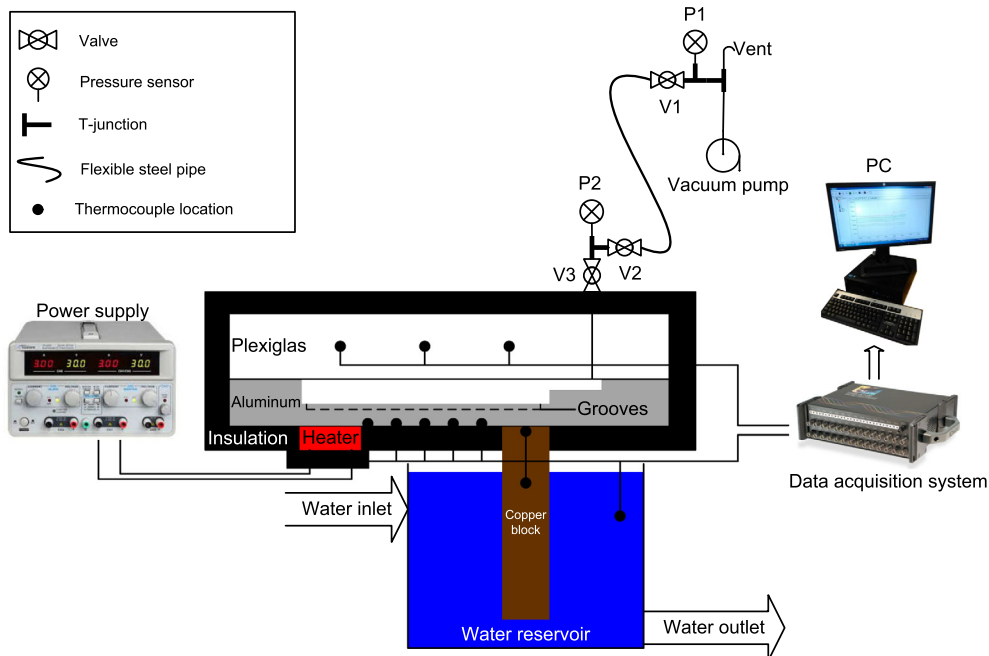 Valve
Pressure sensor
T-junction
Flexible steel pipe
Thermocouple location
P1
Vent
V1
Vacuum pump
P2
V2
V3
PC
Power supply
3.00 30.0 3.00 30.0
Plexiglas
Aluminum
Grooves
Insulation
Heater
Data acquisition system
Water inlet
Copper
block
Water reservoir
Water outlet